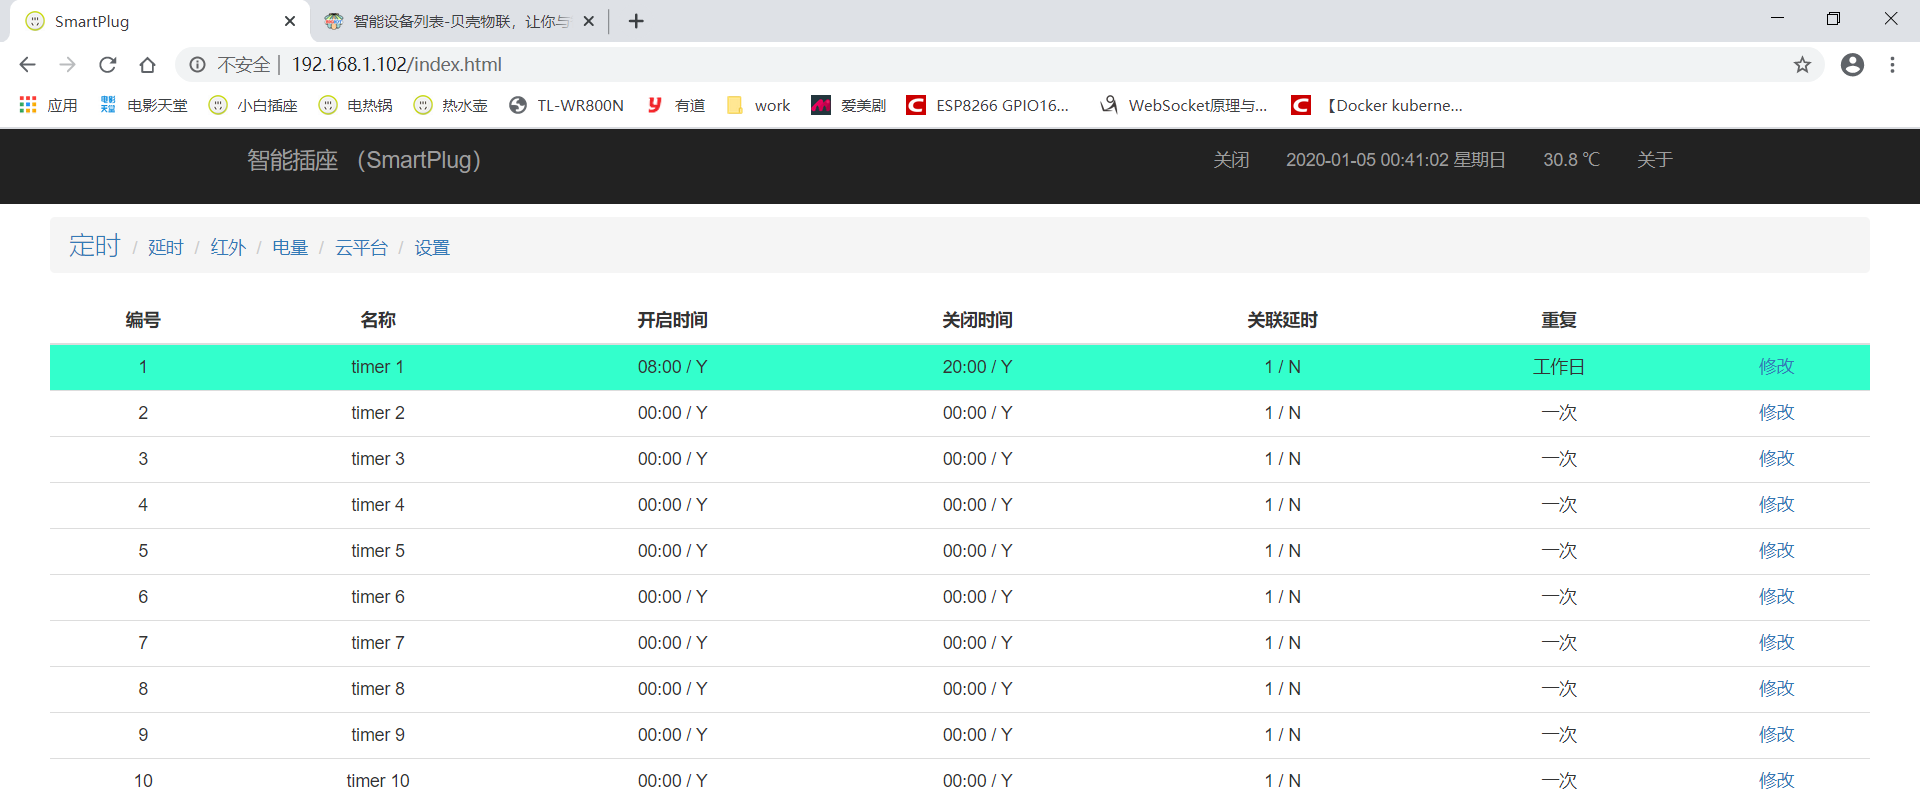 SmartPlug 智能设备列表-贝壳物联，让你与
不安全 | 192.168.1.102/index.html
应用 电影天堂 电影天堂 小白插座 电热锅 热水壶 TL-WR800N 有道 work 爱美剧 ESP8266 GPIO16... WebSocket原理与... 【Docker kuberne...
智能插座 （SmartPlug） 关闭 2020-01-05 00:41:02 星期日 30.8 ℃ 关于
定时 / 延时 / 红外 / 电量 / 云平台 / 设置
编号 名称 开启时间 关闭时间 关联延时 重复
1 timer 1 08:00 / Y 20:00 / Y 1 / N 工作日 修改
2 timer 2 00:00 / Y 00:00 / Y 1 / N 一次 修改
3 timer 3 00:00 / Y 00:00 / Y 1 / N 一次 修改
4 timer 4 00:00 / Y 00:00 / Y 1 / N 一次 修改
5 timer 5 00:00 / Y 00:00 / Y 1 / N 一次 修改
6 timer 6 00:00 / Y 00:00 / Y 1 / N 一次 修改
7 timer 7 00:00 / Y 00:00 / Y 1 / N 一次 修改
8 timer 8 00:00 / Y 00:00 / Y 1 / N 一次 修改
9 timer 9 00:00 / Y 00:00 / Y 1 / N 一次 修改
10 timer 10 00:00 / Y 00:00 / Y 1 / N 一次 修改